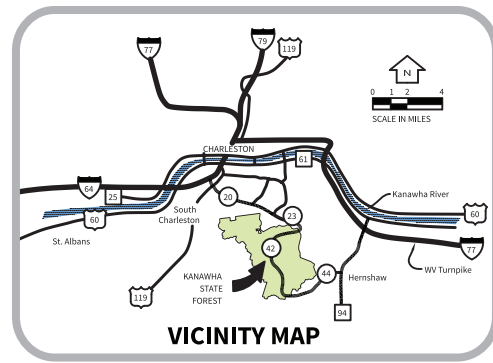 77
79
119
N
0 1 2 4
SCALE IN MILES
CHARLESTON
61
64
25
20
Kanawha River
60
60
South
Charleston
23
St. Albans
42
77
KANAWHA
STATE
FOREST
44
Hernshaw
WV Turnpike
119
94
VICINITY MAP